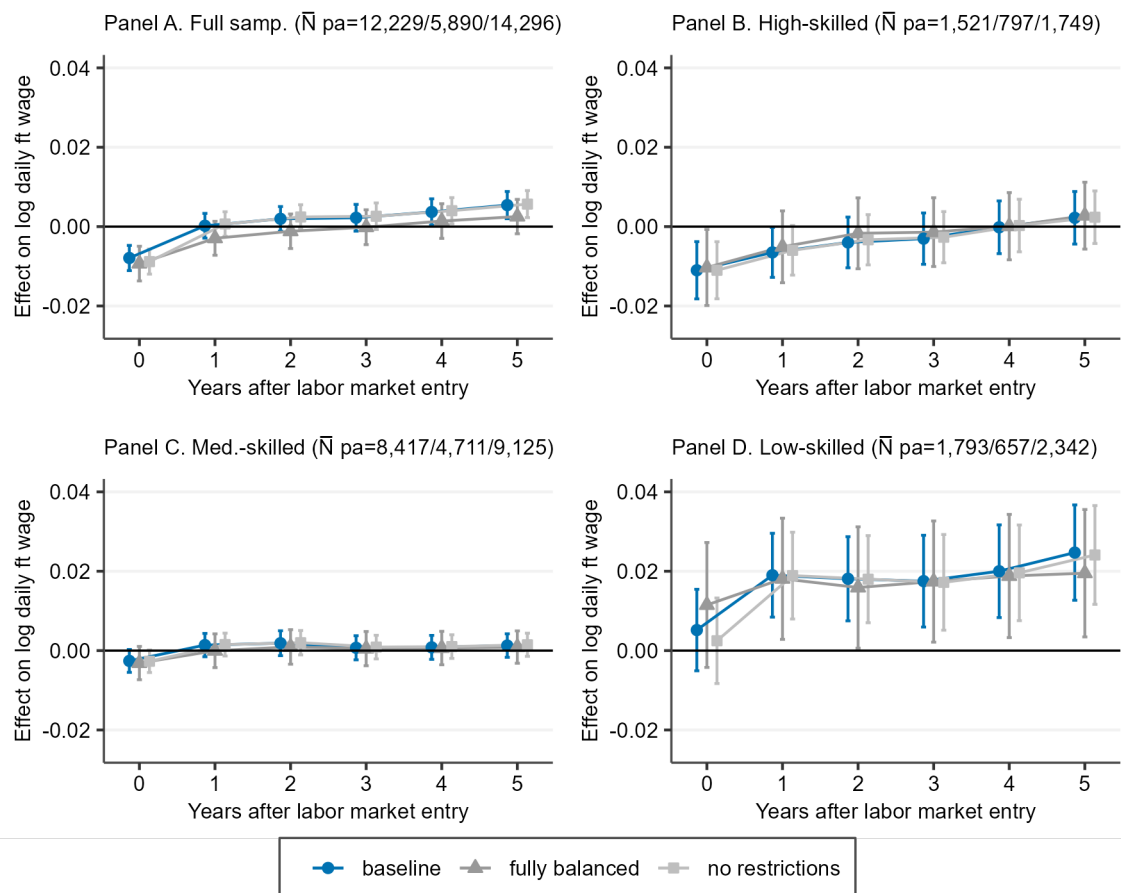 Panel A. Full samp. (N̅ pa=12,229/5,890/14,296)
Effect on log daily ft wage
0.04
0.02
0.00
-0.02
0 1 2 3 4 5
Years after labor market entry
Panel B. High-skilled (N̅ pa=1,521/797/1,749)
Effect on log daily ft wage
0.04
0.02
0.00
-0.02
0 1 2 3 4 5
Years after labor market entry
Panel C. Med.-skilled (N̅ pa=8,417/4,711/9,125)
Effect on log daily ft wage
0.04
0.02
0.00
-0.02
0 1 2 3 4 5
Years after labor market entry
Panel D. Low-skilled (N̅ pa=1,793/657/2,342)
Effect on log daily ft wage
0.04
0.02
0.00
-0.02
0 1 2 3 4 5
Years after labor market entry
baseline fully balanced no restrictions